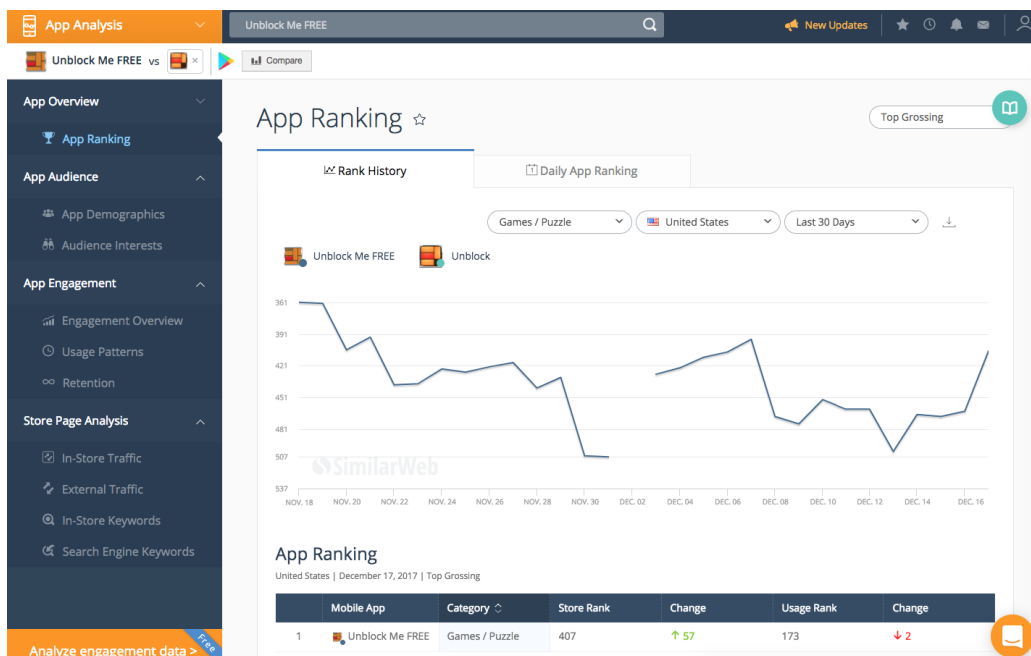 App Analysis
Unblock Me FREE
New Updates
Unblock Me FREE vs
Compare
App Overview
App Ranking
App Audience
App Demographics
Audience Interests
App Engagement
Engagement Overview
Usage Patterns
Retention
Store Page Analysis
In-Store Traffic
External Traffic
In-Store Keywords
Search Engine Keywords
Analyze engagement data >
Free
App Ranking
Top Grossing
Rank History
1 Daily App Ranking
Games / Puzzle
United States
Last 30 Days
Unblock Me FREE
Unblock
361
391
421
451
481
507
537
SimilarWeb
NOV. 18 NOV. 20 NOV. 22 NOV. 24 NOV. 26 NOV. 28 NOV. 30 DEC. 02 DEC. 04 DEC. 06 DEC. 08 DEC. 10 DEC. 12 DEC. 14 DEC. 16
App Ranking
United States | December 17, 2017 | Top Grossing
Mobile App Category Store Rank Change Usage Rank Change
1 Unblock Me FREE Games / Puzzle 407 ↑ 57 173 ↓ 2